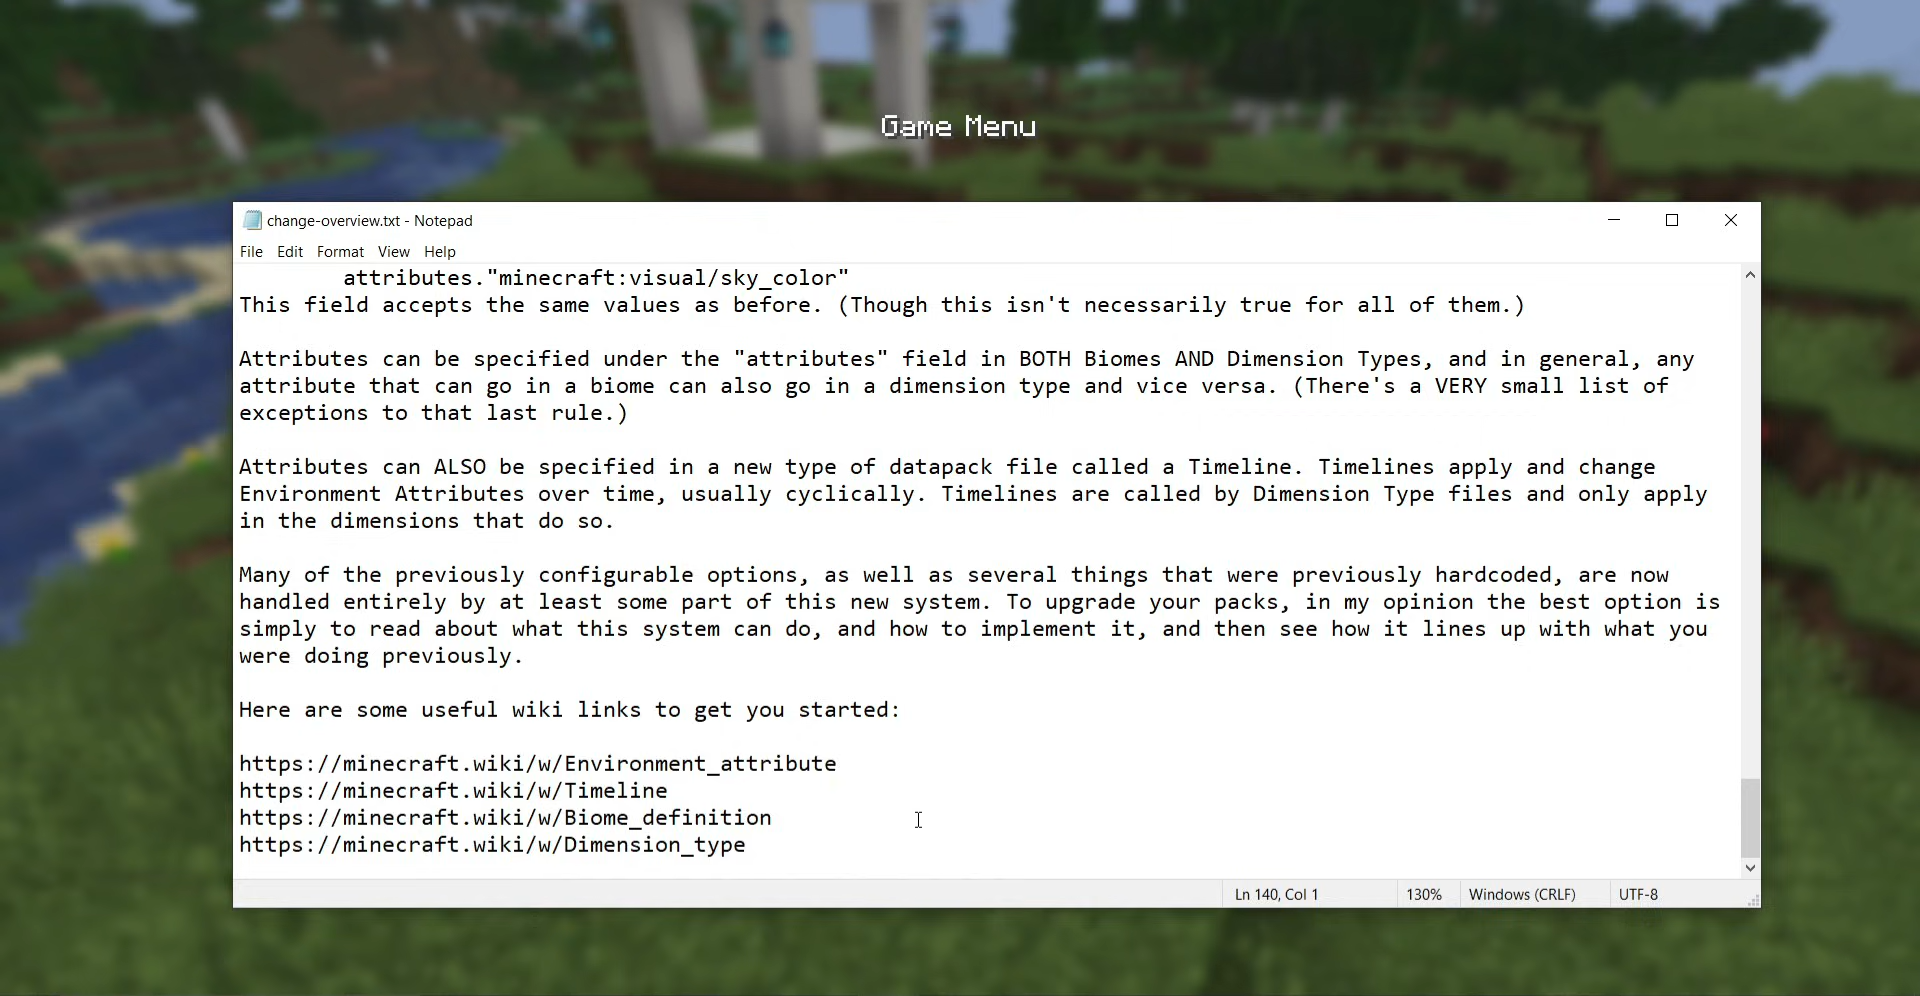 Game Menu
change-overview.txt - Notepad
File Edit Format View Help
attributes."minecraft:visual/sky_color"
This field accepts the same values as before. (Though this isn't necessarily true for all of them.)
Attributes can be specified under the "attributes" field in BOTH Biomes AND Dimension Types, and in general, any
attribute that can go in a biome can also go in a dimension type and vice versa. (There's a VERY small list of
exceptions to that last rule.)
Attributes can ALSO be specified in a new type of datapack file called a Timeline. Timelines apply and change
Environment Attributes over time, usually cyclically. Timelines are called by Dimension Type files and only apply
in the dimensions that do so.
Many of the previously configurable options, as well as several things that were previously hardcoded, are now
handled entirely by at least some part of this new system. To upgrade your packs, in my opinion the best option is
simply to read about what this system can do, and how to implement it, and then see how it lines up with what you
were doing previously.
Here are some useful wiki links to get you started:
https://minecraft.wiki/w/Environment_attribute
https://minecraft.wiki/w/Timeline
https://minecraft.wiki/w/Biome_definition
https://minecraft.wiki/w/Dimension_type
Ln 140, Col 1 130% Windows (CRLF) UTF-8